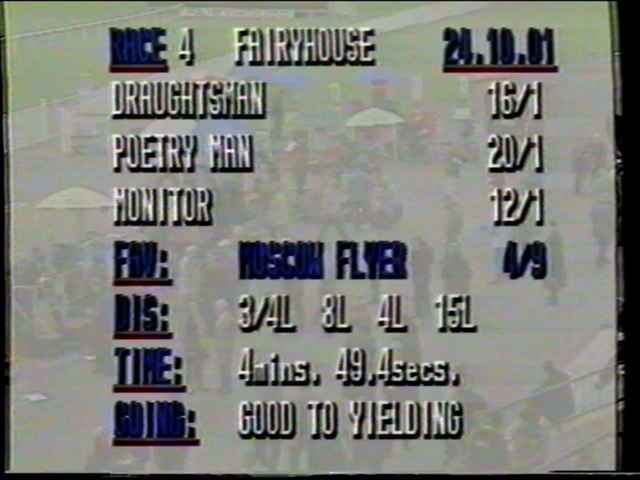 RACE 4 FAIRYHOUSE 24.10.01
DRAUGHTSMAN 16/1
POETRY MAN 20/1
MONITOR 12/1
FAV: MOSCOW FLYER 4/9
DIS: 3/4L 8L 4L 15L
TIME: 4mins. 49.4secs.
GOING: GOOD TO YIELDING